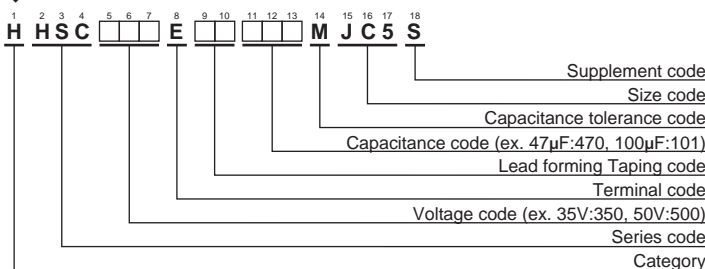 1 2 3 4 5 6 7 8 9 10 11 12 13 14 15 16 17 18
H HSC □□□ E □□ □□□ M JC5 S
Supplement code
Size code
Capacitance tolerance code
Capacitance code (ex. 47µF:470, 100µF:101)
Lead forming Taping code
Terminal code
Voltage code (ex. 35V:350, 50V:500)
Series code
Category